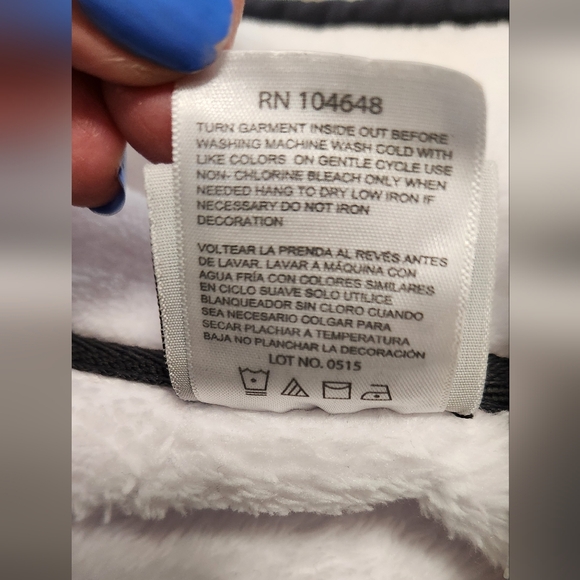 RN 104648
TURN GARMENT INSIDE OUT BEFORE
WASHING MACHINE WASH COLD WITH
LIKE COLORS ON GENTLE CYCLE USE
NON- CHLORINE BLEACH ONLY WHEN
NEEDED HANG TO DRY LOW IRON IF
NECESSARY DO NOT IRON
DECORATION
VOLTEAR LA PRENDA AL REVÉS ANTES
DE LAVAR. LAVAR A MÁQUINA CON
AGUA FRÍA CON COLORES SIMILARES
EN CICLO SUAVE SOLO UTILICE
BLANQUEADOR SIN CLORO CUANDO
SEA NECESARIO COLGAR PARA
SECAR PLACHAR A TEMPERATURA
BAJA NO PLANCHAR LA DECORACIÓN
LOT NO. 0515